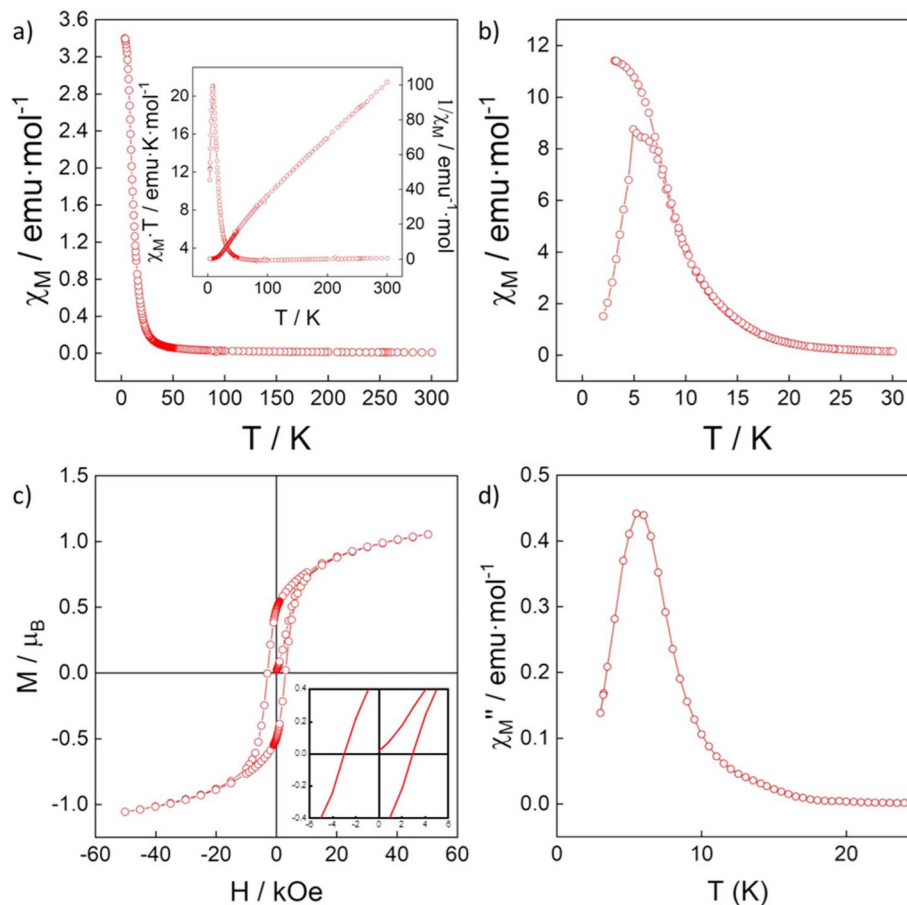 a)
3.6
3.2
2.8
2.4
2.0
1.6
1.2
0.8
0.4
0.0
χM / emu·mol-1
0 50 100 150 200 250 300
T / K
20
16
12
8
4
χM·T / emu·K·mol-1
100
80
60
40
20
0
1/χM / emu-1·mol
0 100 200 300
T / K
b)
12
10
8
6
4
2
0
χM / emu·mol-1
0 5 10 15 20 25 30
T / K
c)
1.5
1.0
0.5
0.0
-0.5
-1.0
M / μB
-60 -40 -20 0 20 40 60
H / kOe
0.4
0.2
0.0
-0.2
-0.4
-6 -4 -2 0 2 4 6
d)
0.5
0.4
0.3
0.2
0.1
0.0
χM'' / emu·mol-1
0 10 20
T (K)